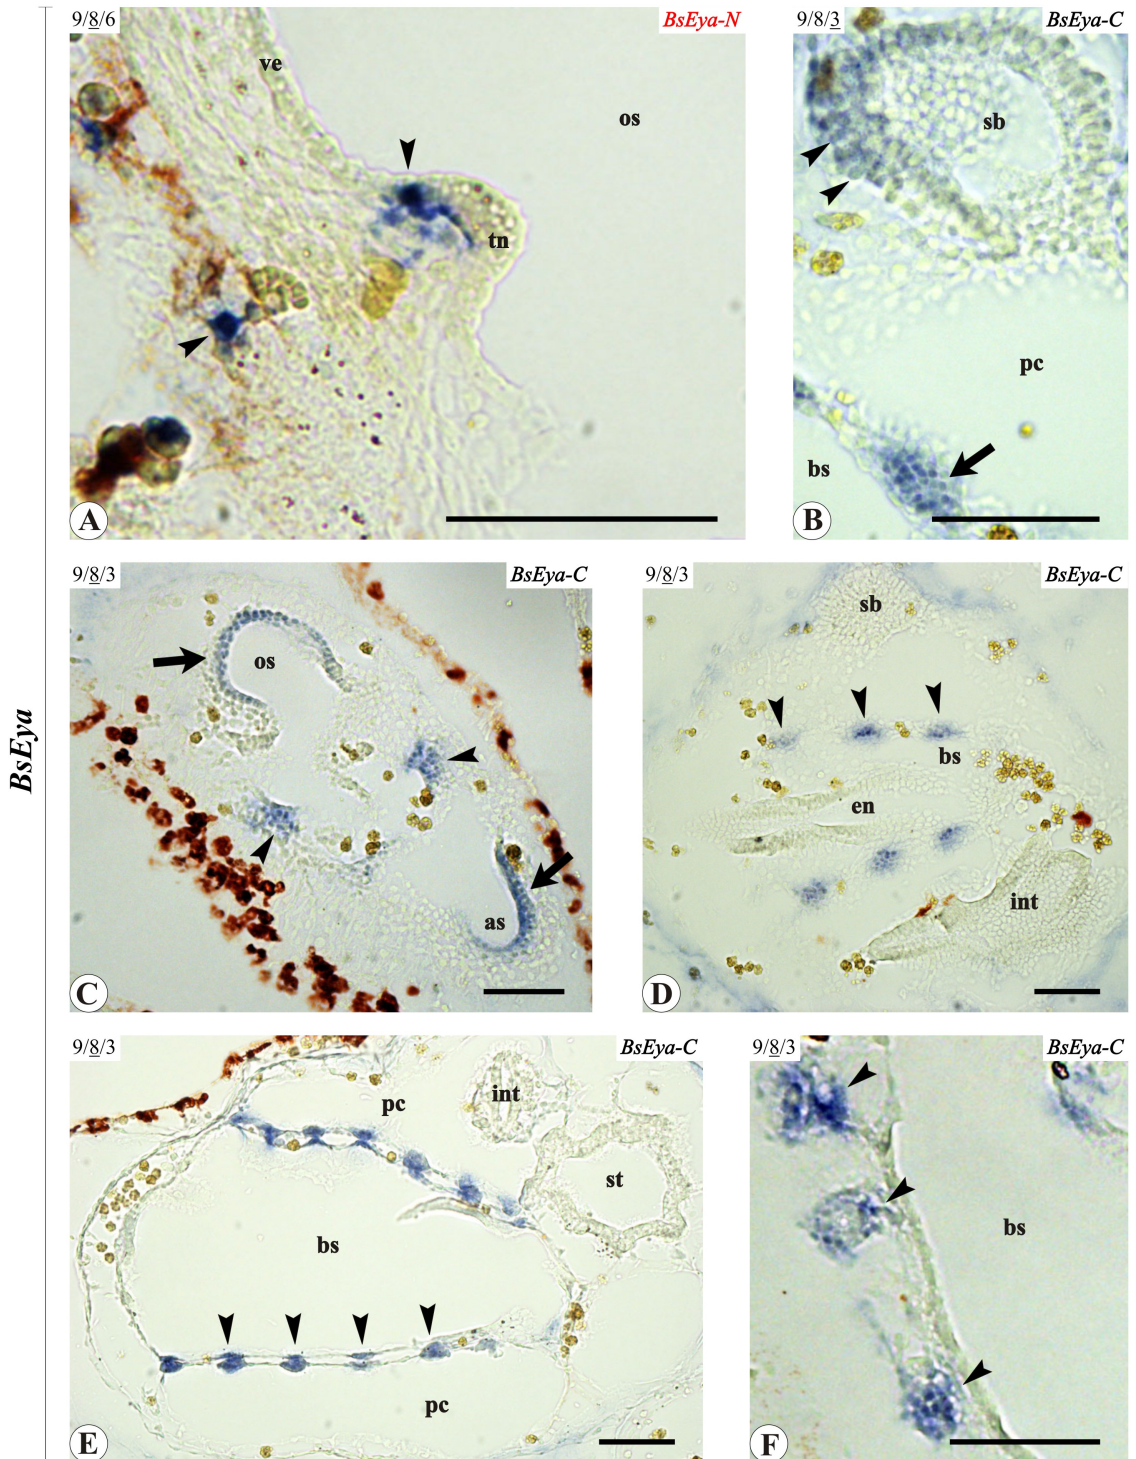 BsEya
9/8/6
BsEya-N
ve
os
tn
A
9/8/3
BsEya-C
sb
pc
bs
B
9/8/3
BsEya-C
os
as
C
9/8/3
BsEya-C
sb
bs
en
int
D
9/8/3
BsEya-C
int
pc
st
bs
pc
E
9/8/3
BsEya-C
bs
F